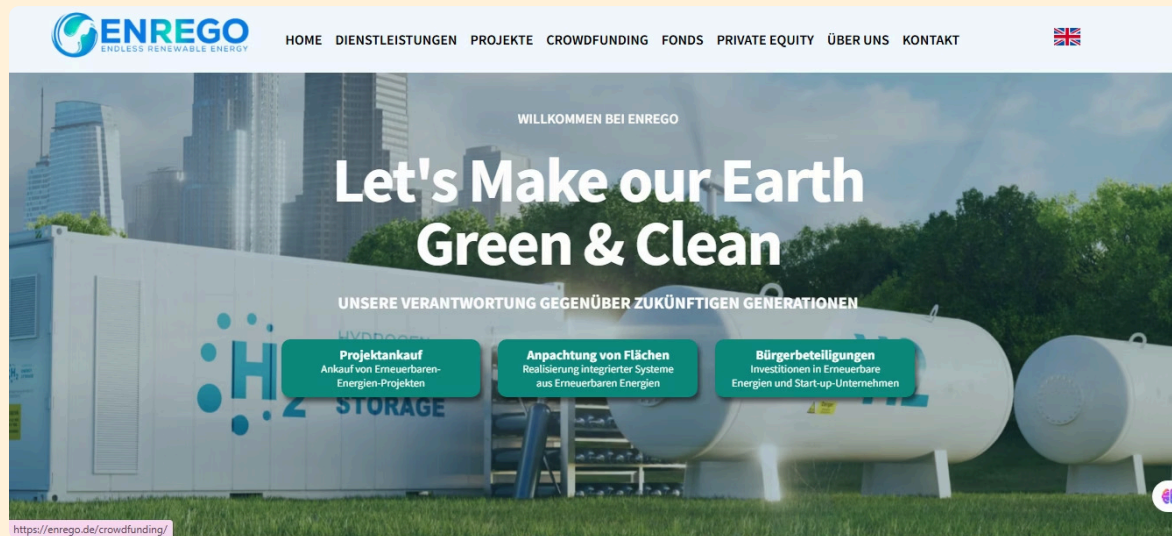 ENREGO
ENDLESS RENEWABLE ENERGY
HOME DIENSTLEISTUNGEN PROJEKTE CROWDFUNDING FONDS PRIVATE EQUITY ÜBER UNS KONTAKT
WILLKOMMEN BEI ENREGO
Let's Make our Earth
Green & Clean
UNSERE VERANTWORTUNG GEGENÜBER ZUKÜNFTIGEN GENERATIONEN
HYDROGEN
H2
STORAGE
Projektankauf
Ankauf von Erneuerbaren-
Energien-Projekten
Anpachtung von Flächen
Realisierung integrierter Systeme
aus Erneuerbaren Energien
Bürgerbeteiligungen
Investitionen in Erneuerbare
Energien und Start-up-Unternehmen
H2
https://enrego.de/crowdfunding/